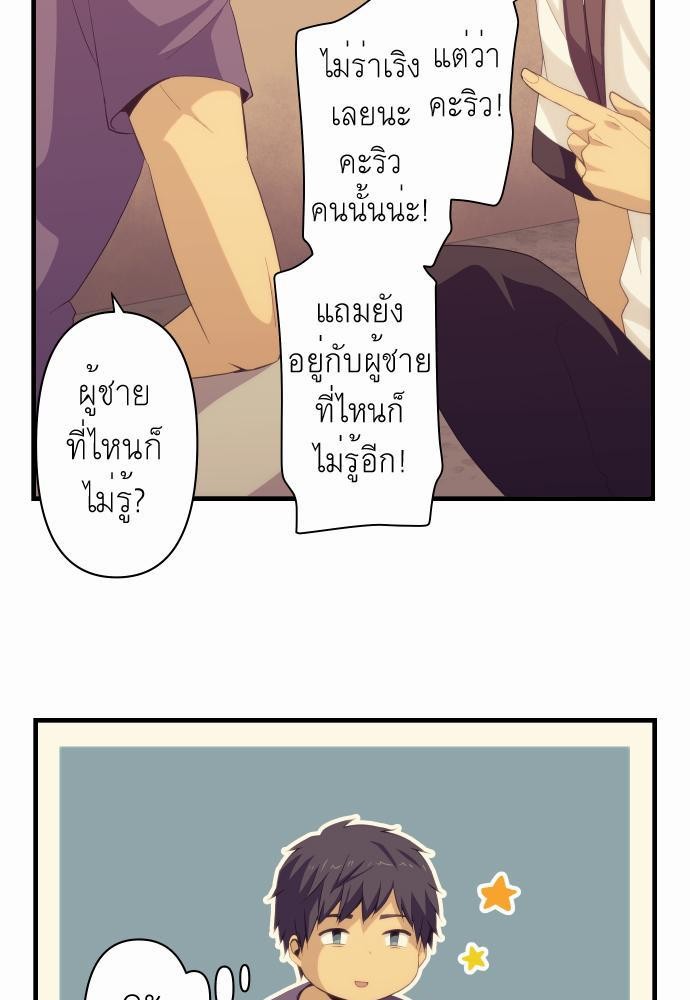 แต่ว่า
คะริว!
ไม่ร่าเริง
เลยนะ
คะริว
คนนั้นน่ะ!
แถมยัง
อยู่กับผู้ชาย
ที่ไหนก็
ไม่รู้อีก!
ผู้ชาย
ที่ไหนก็
ไม่รู้?